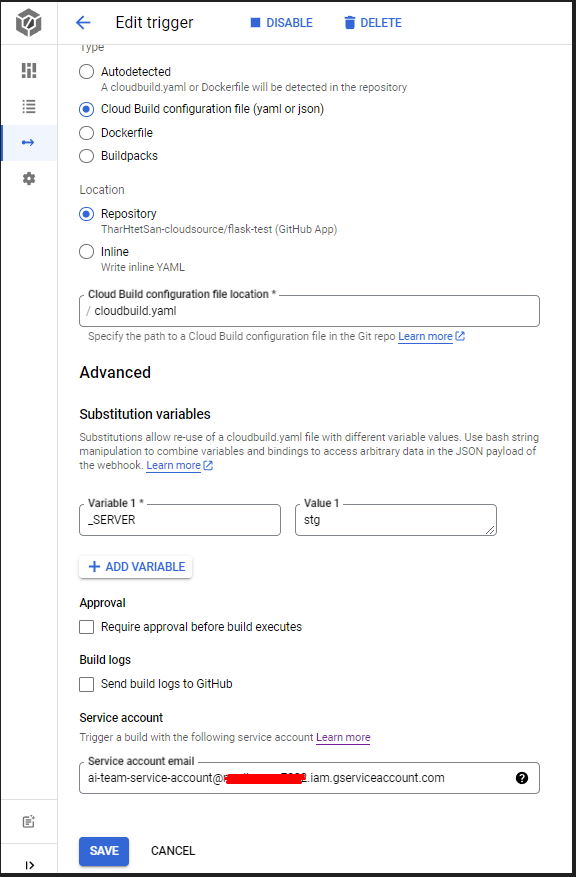 Edit trigger
DISABLE
DELETE
Type
Autodetected
A cloudbuild.yaml or Dockerfile will be detected in the repository
Cloud Build configuration file (yaml or json)
Dockerfile
Buildpacks
Location
Repository
TharHtetSan-cloudsource/flask-test (GitHub App)
Inline
Write inline YAML
Cloud Build configuration file location *
/ cloudbuild.yaml
Specify the path to a Cloud Build configuration file in the Git repo Learn more
Advanced
Substitution variables
Substitutions allow re-use of a cloudbuild.yaml file with different variable values. Use bash string
manipulation to combine variables and bindings to access arbitrary data in the JSON payload of
the webhook. Learn more
Variable 1 *
_SERVER
Value 1
stg
+ ADD VARIABLE
Approval
Require approval before build executes
Build logs
Send build logs to GitHub
Service account
Trigger a build with the following service account Learn more
Service account email
ai-team-service-account@ .iam.gserviceaccount.com
SAVE
CANCEL